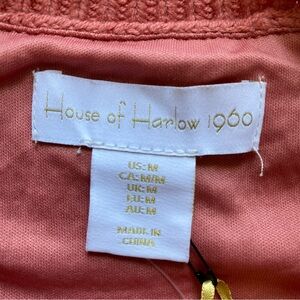 House of Harlow 1960
US: M
CA: M/M
UK: M
EU: M
AU: M
MADE IN
CHINA